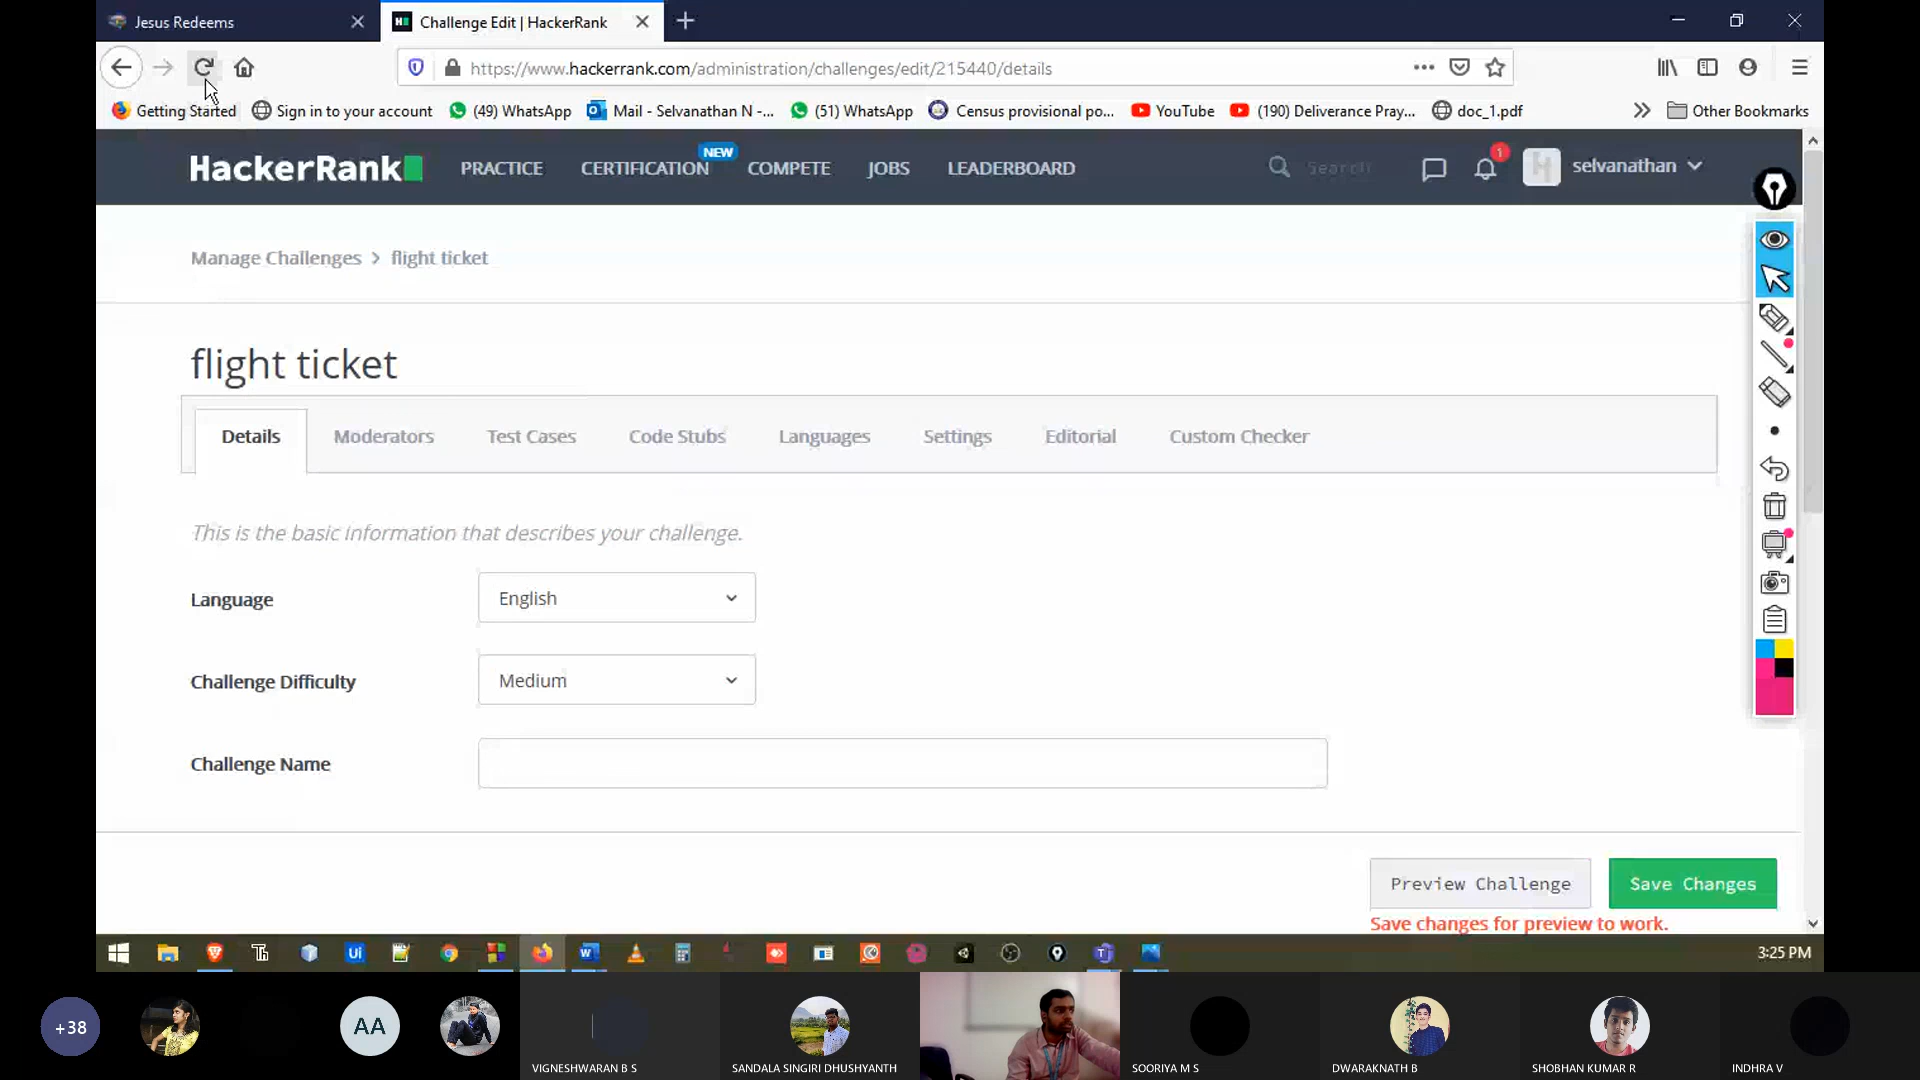 Jesus Redeems
Challenge Edit | HackerRank
https://www.hackerrank.com/administration/challenges/edit/215440/details
Getting Started
Sign in to your account
(49) WhatsApp
Mail - Selvanathan N -...
(51) WhatsApp
Census provisional po...
YouTube
(190) Deliverance Pray...
doc_1.pdf
Other Bookmarks
HackerRank
PRACTICE
CERTIFICATION
NEW
COMPETE
JOBS
LEADERBOARD
Search
1
selvanathan
Manage Challenges > flight ticket
flight ticket
Details
Moderators
Test Cases
Code Stubs
Languages
Settings
Editorial
Custom Checker
This is the basic information that describes your challenge.
Language
English
Challenge Difficulty
Medium
Challenge Name
Preview Challenge
Save Changes
Save changes for preview to work.
3:25 PM
+38
AA
VIGNESHWARAN B S
SANDALA SINGIRI DHUSHYANTH
SOORIYA M S
DWARAKNATH B
SHOBHAN KUMAR R
INDHRA V